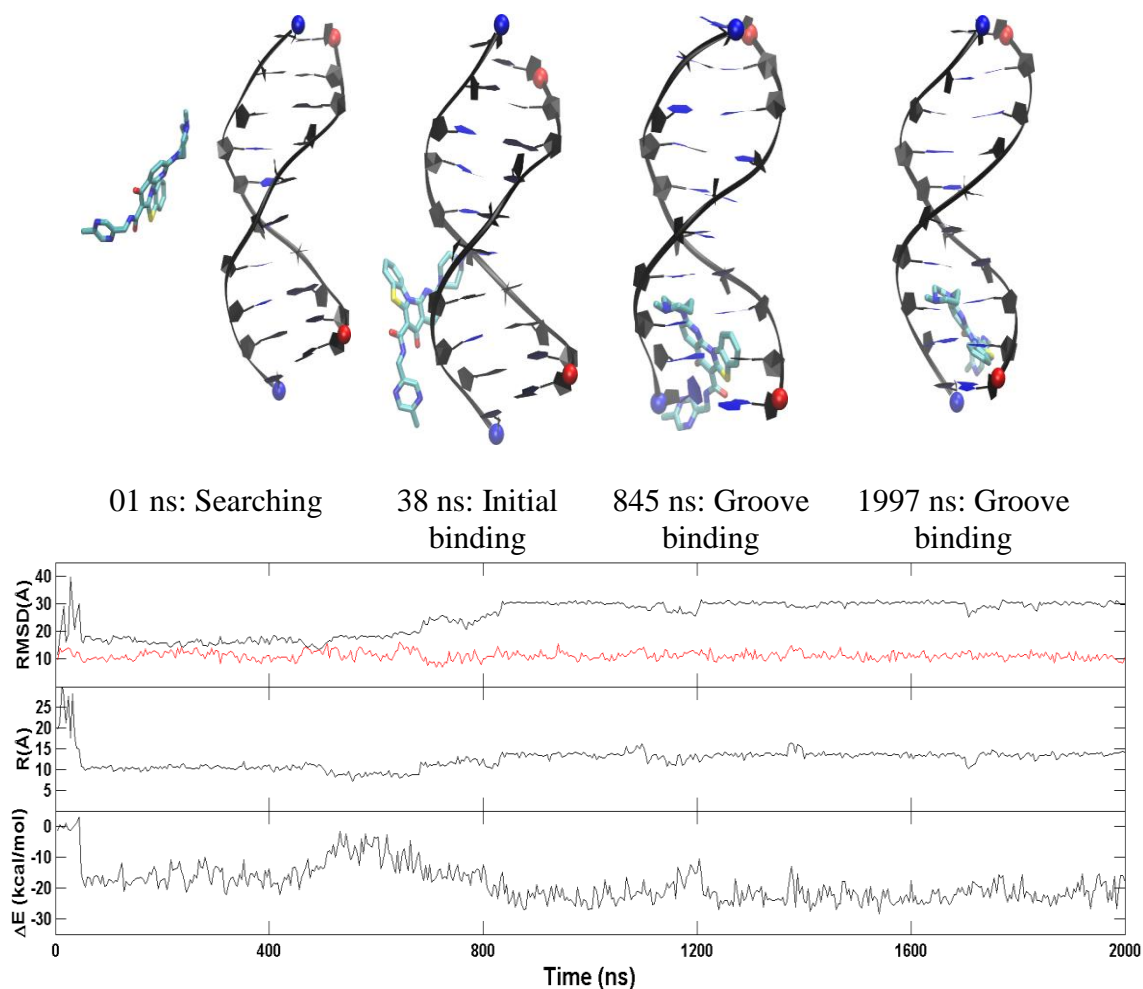 01 ns: Searching
38 ns: Initial
binding
845 ns: Groove
binding
1997 ns: Groove
binding
RMSD(Å)
40
30
20
10
R(Å)
25
20
15
10
5
ΔE (kcal/mol)
0
-10
-20
-30
0 400 800 1200 1600 2000
Time (ns)